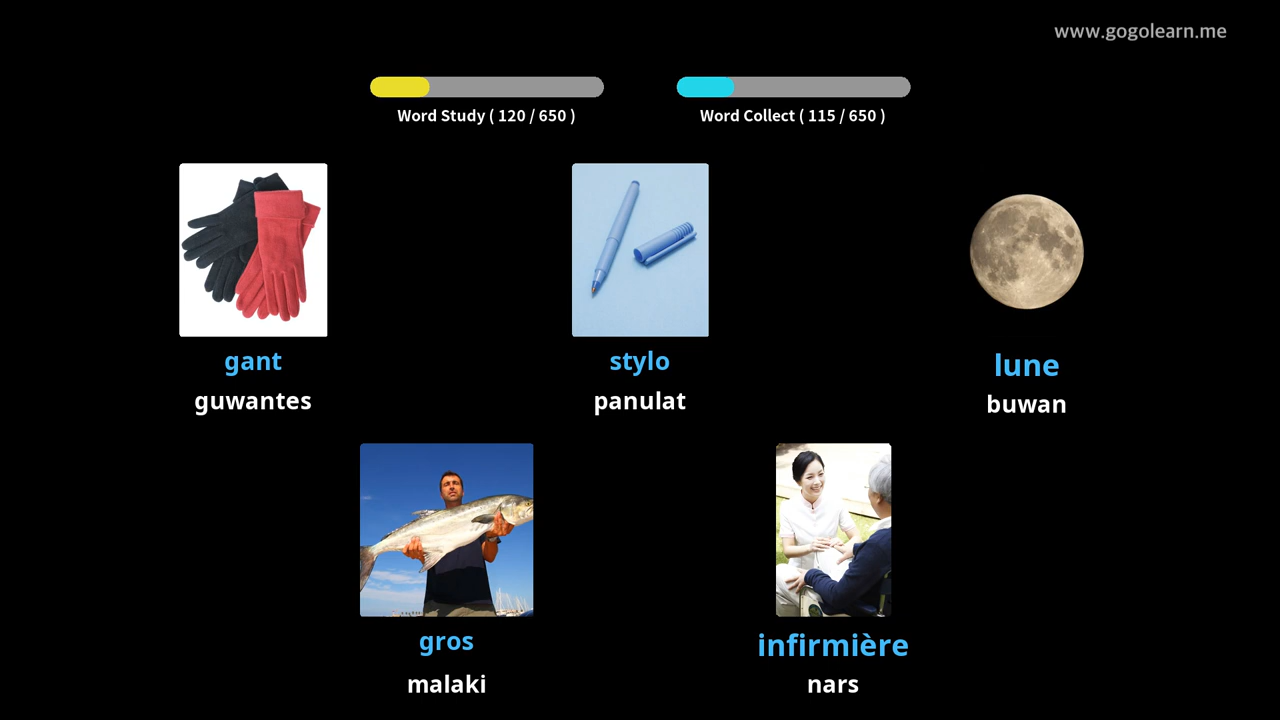 www.gogolearn.me
Word Study ( 120 / 650 )
Word Collect ( 115 / 650 )
gant
guwantes
stylo
panulat
lune
buwan
gros
malaki
infirmière
nars